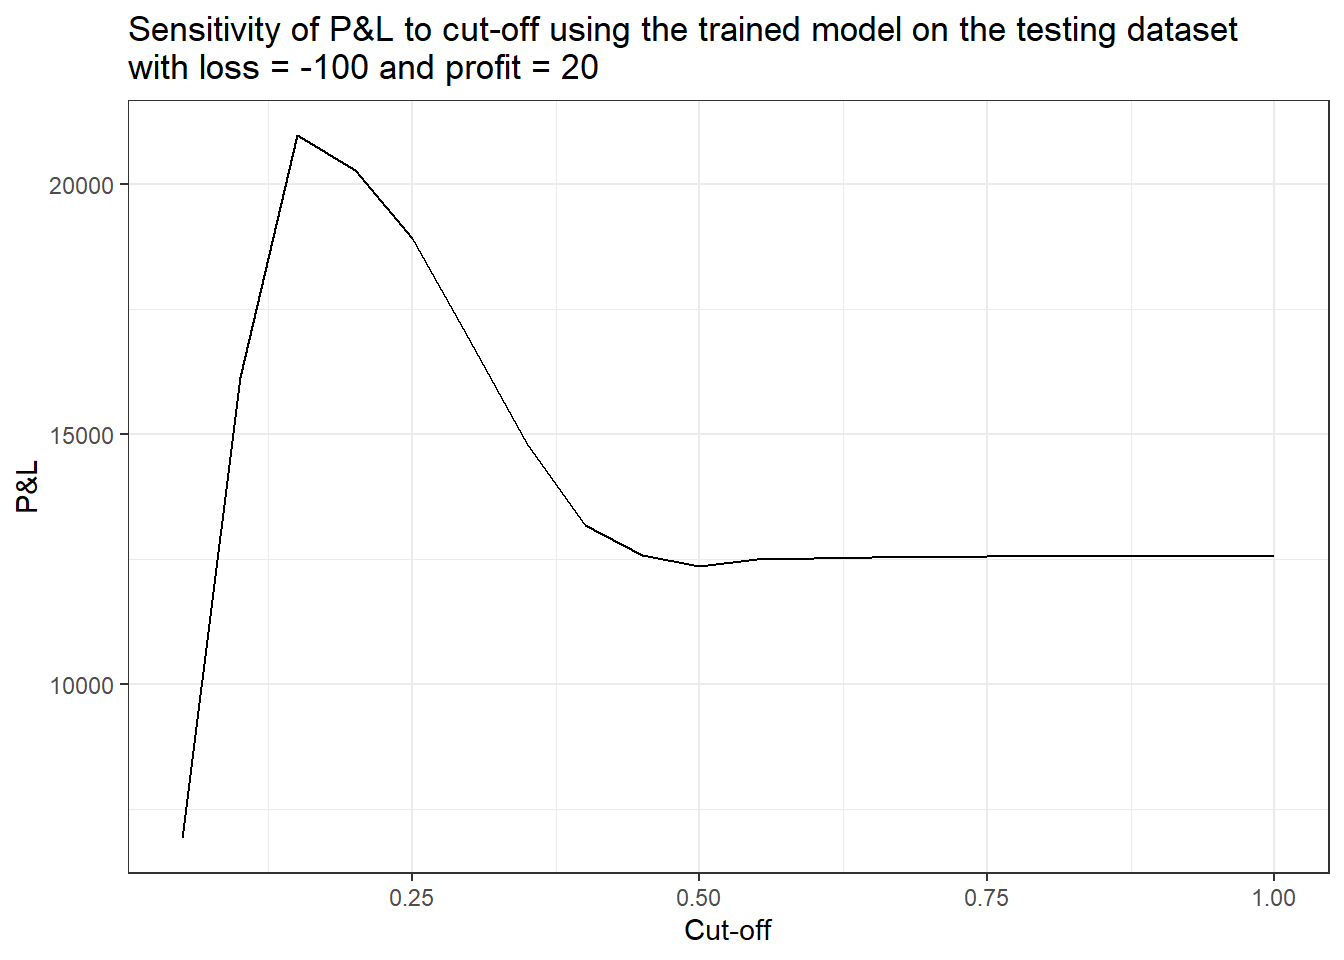 Sensitivity of P&L to cut-off using the trained model on the testing dataset
with loss = -100 and profit = 20
20000
15000
10000
P&L
0.25
0.50
0.75
1.00
Cut-off